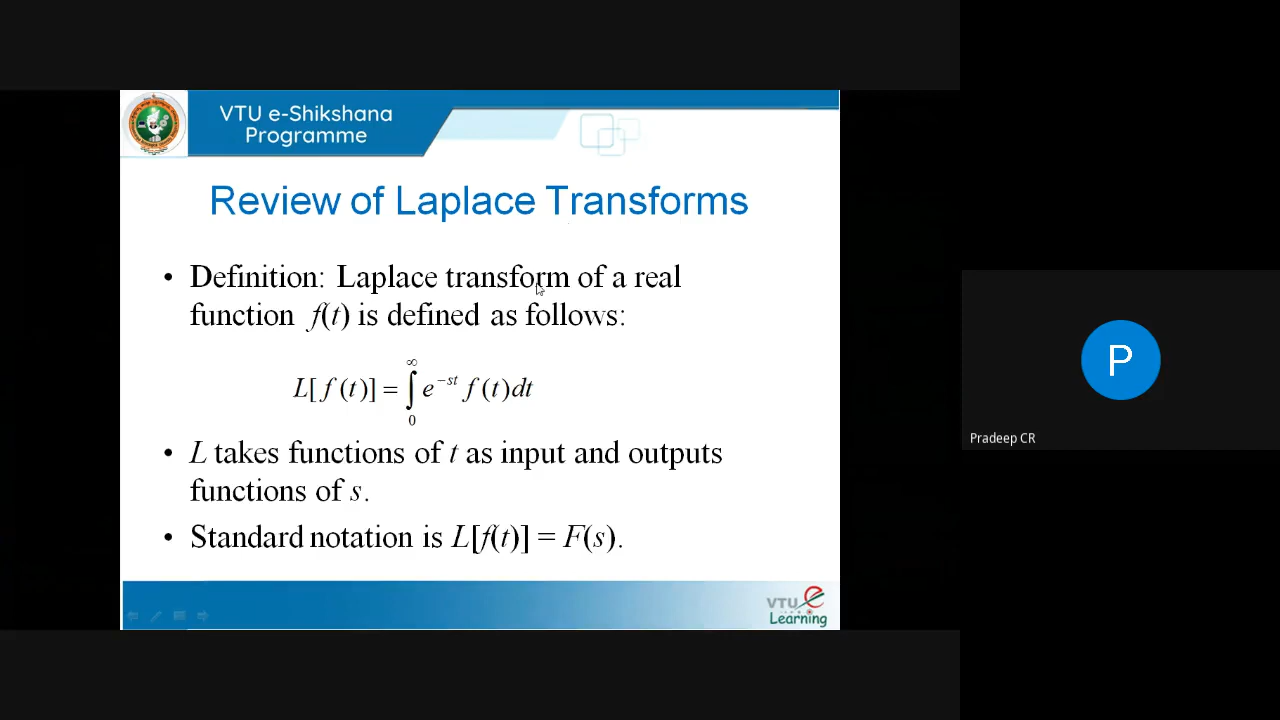 VTU e-Shikshana
Programme
Review of Laplace Transforms
• Definition: Laplace transform of a real
function f(t) is defined as follows:
L[ f (t)] = ∫₀^∞ e^{−st} f (t)dt
• L takes functions of t as input and outputs
functions of s.
• Standard notation is L[f(t)] = F(s).
VTU e
Learning
P
Pradeep CR